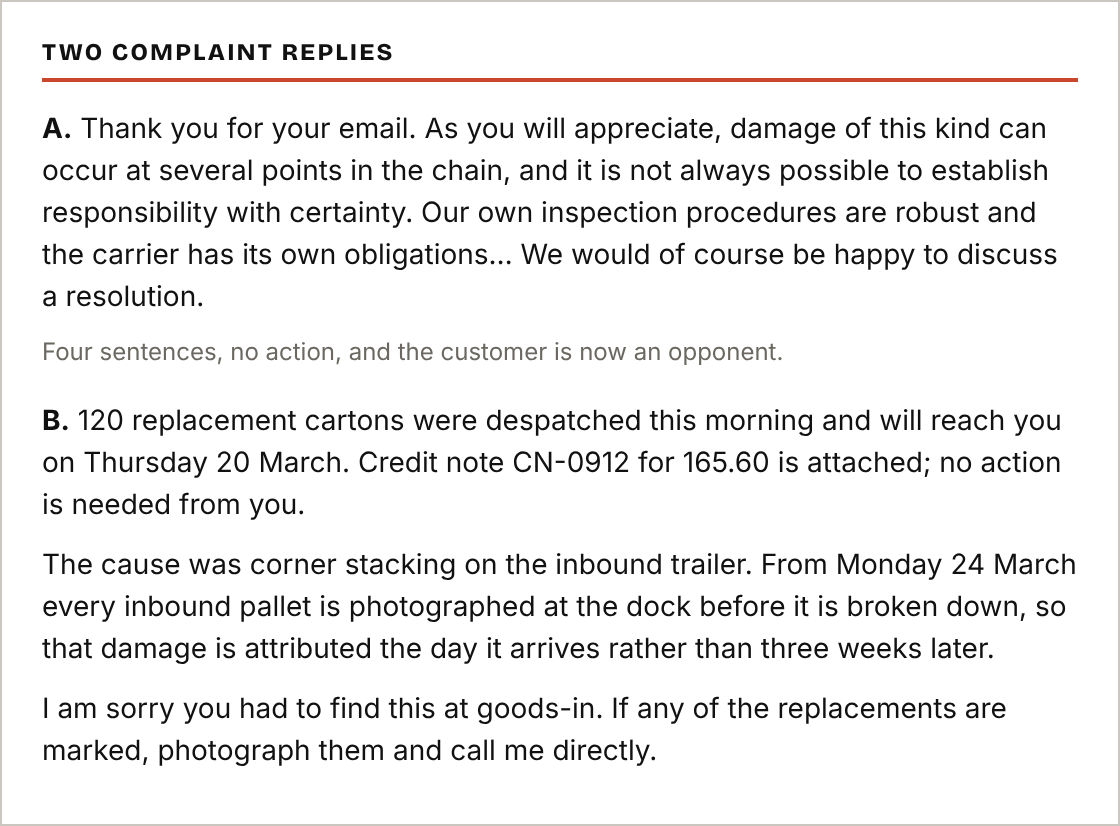 TWO COMPLAINT REPLIES
A. Thank you for your email. As you will appreciate, damage of this kind can
occur at several points in the chain, and it is not always possible to establish
responsibility with certainty. Our own inspection procedures are robust and
the carrier has its own obligations... We would of course be happy to discuss
a resolution.
Four sentences, no action, and the customer is now an opponent.
B. 120 replacement cartons were despatched this morning and will reach you
on Thursday 20 March. Credit note CN-0912 for 165.60 is attached; no action
is needed from you.
The cause was corner stacking on the inbound trailer. From Monday 24 March
every inbound pallet is photographed at the dock before it is broken down, so
that damage is attributed the day it arrives rather than three weeks later.
I am sorry you had to find this at goods-in. If any of the replacements are
marked, photograph them and call me directly.